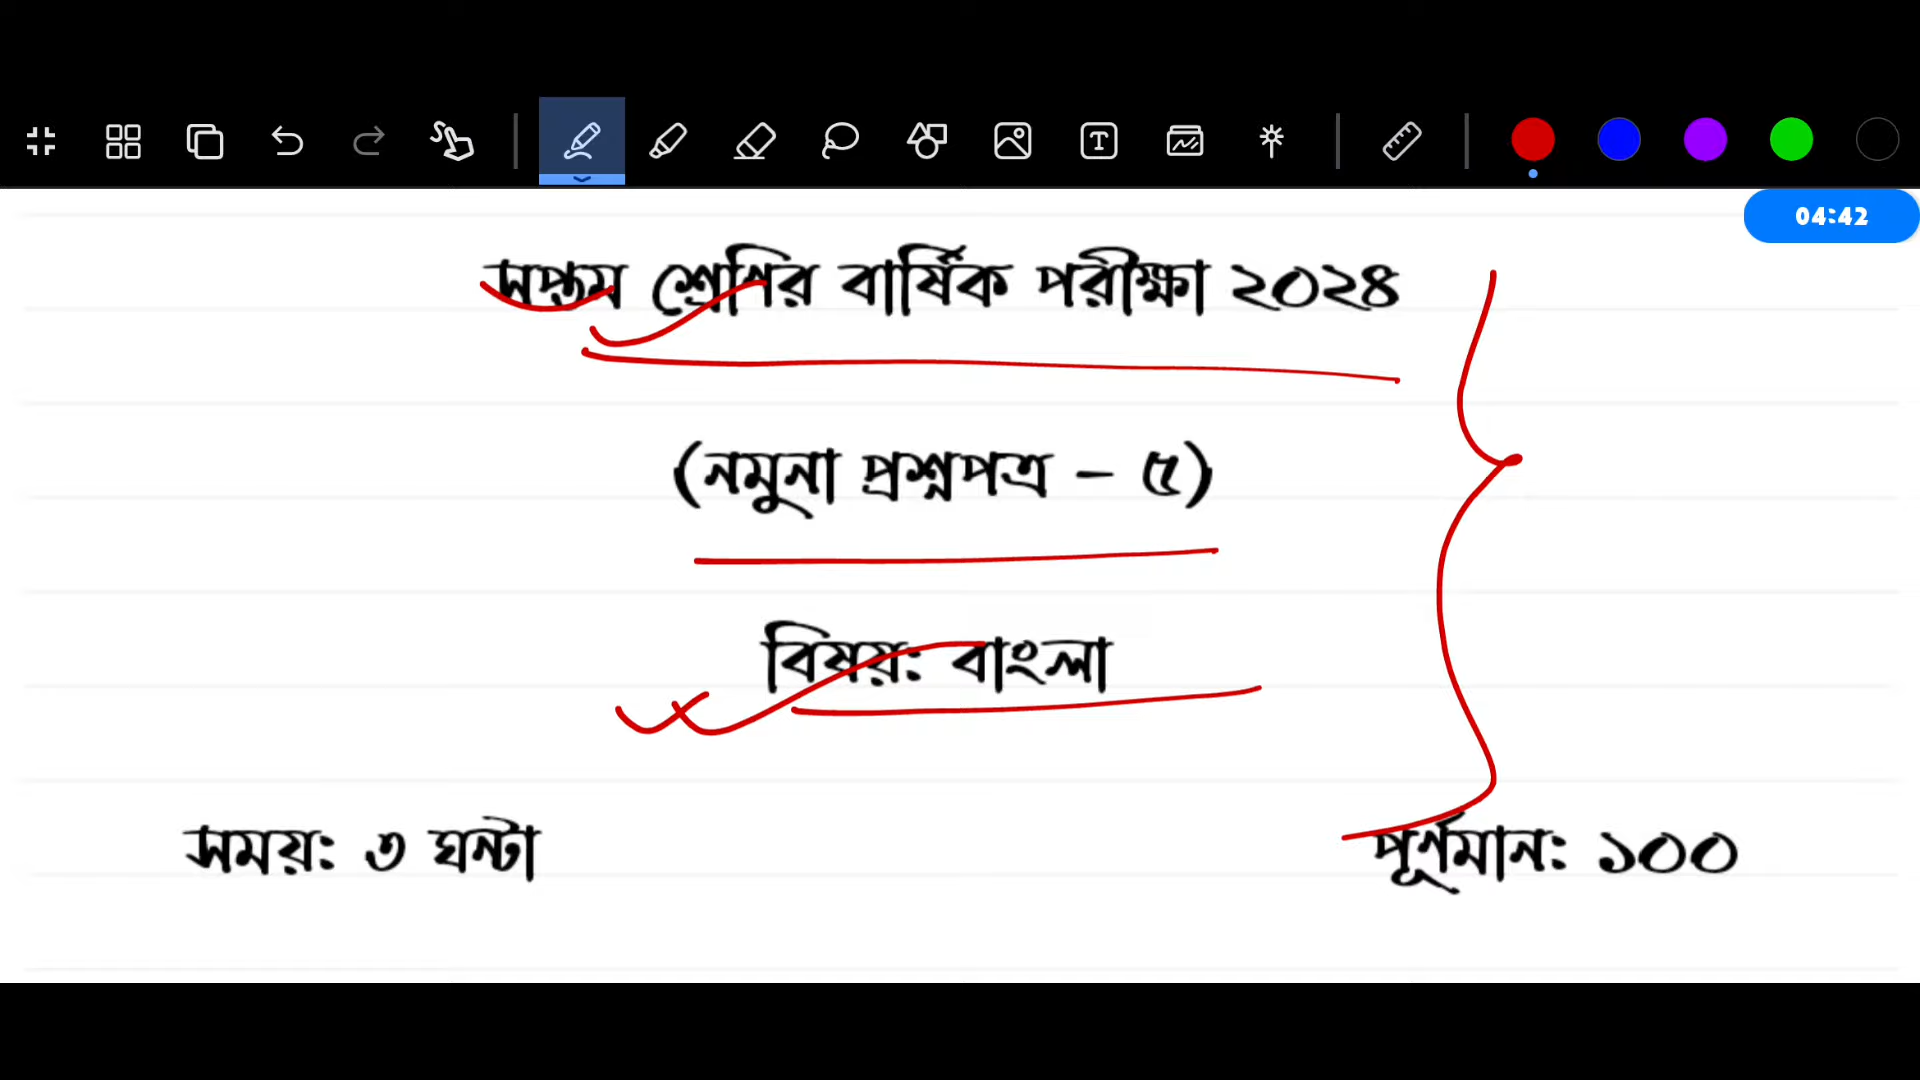 04:42
সপ্তম শ্রেণির বার্ষিক পরীক্ষা ২০২৪
(নমুনা প্রশ্নপত্র – ৫)
বিষয়: বাংলা
সময়: ৩ ঘন্টা পূর্ণমান: ১০০